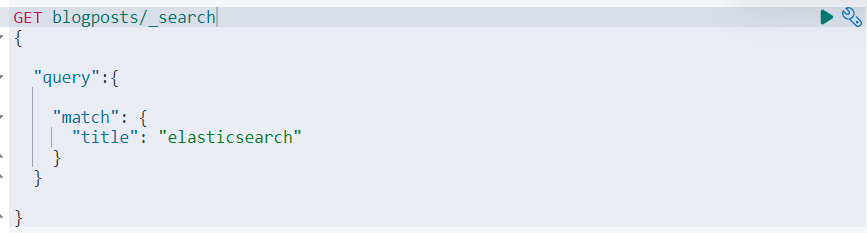 GET blogposts/_search
{
"query":{
"match": {
"title": "elasticsearch"
}
}
}